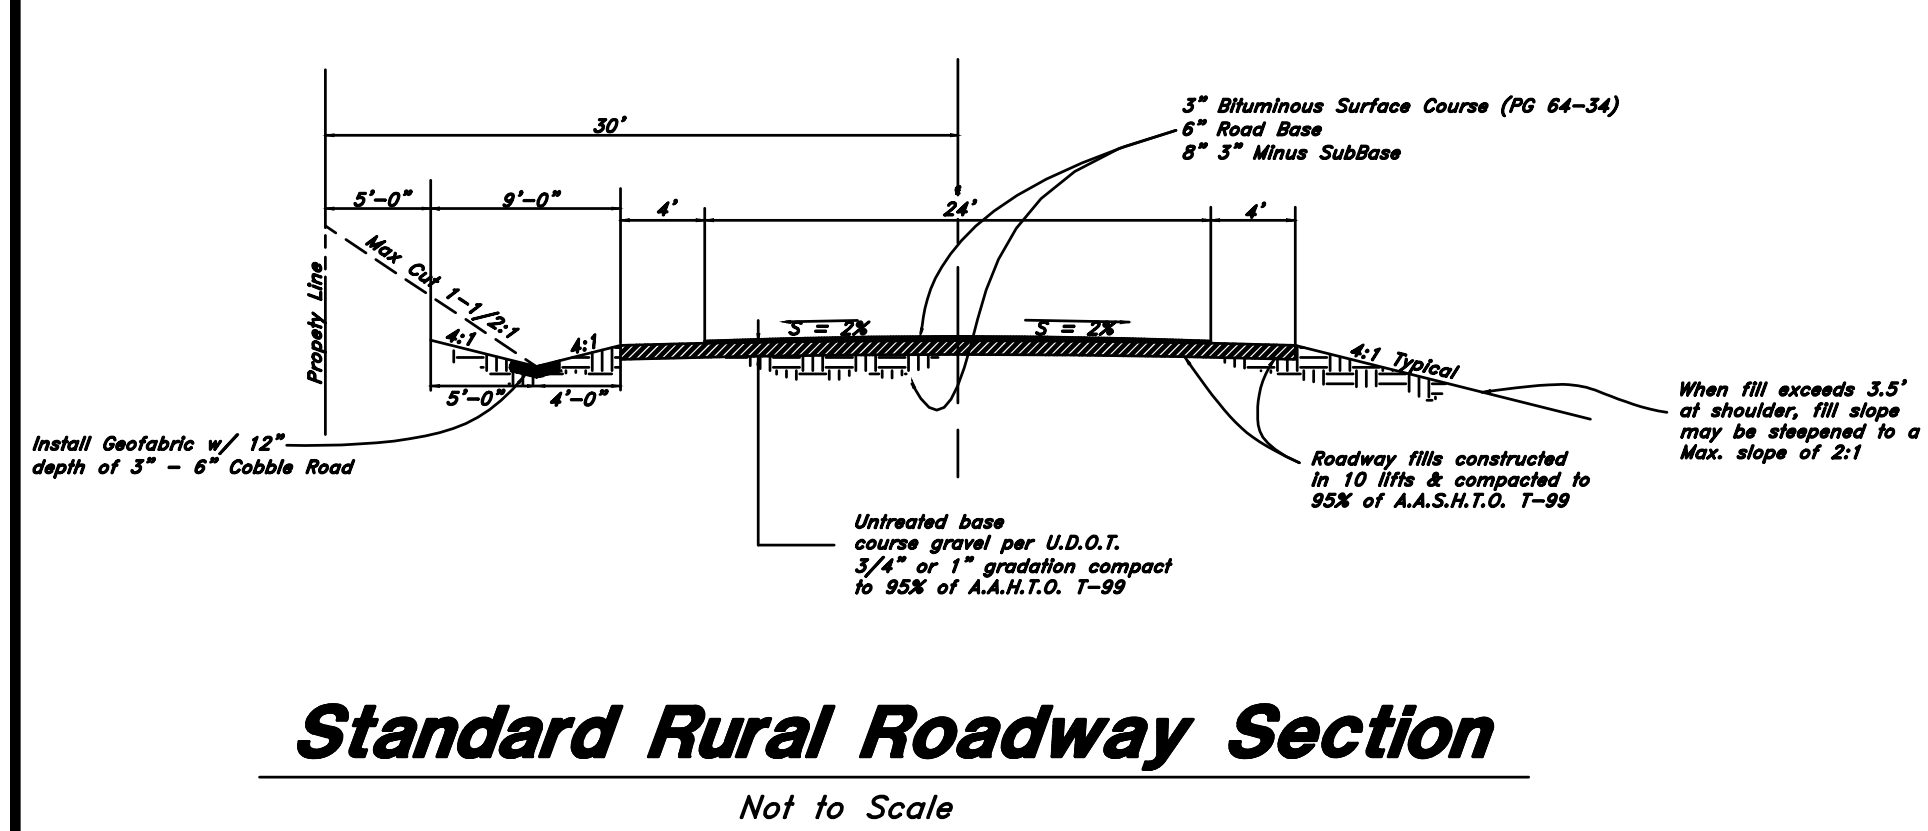 3" Bituminous Surface Course (PG 64-34)
6" Road Base
8" 3" Minus SubBase
30'
5'-0"
9'-0"
4'
24'
4'
Property Line
Max Cut 1-1//2:1
4:1
4:1
S = 2%
S = 2%
4:1 Typical
5'-0"
4'-0"
Install Geofabric w/ 12"
depth of 3" - 6" Cobble Road
When fill exceeds 3.5'
at shoulder, fill slope
may be steepened to a
Max. slope of 2:1
Roadway fills constructed
in 10 lifts & compacted to
95% of A.A.S.H.T.O. T-99
Untreated base
course gravel per U.D.O.T.
3/4" or 1" gradation compact
to 95% of A.A.H.T.O. T-99
Standard Rural Roadway Section
Not to Scale